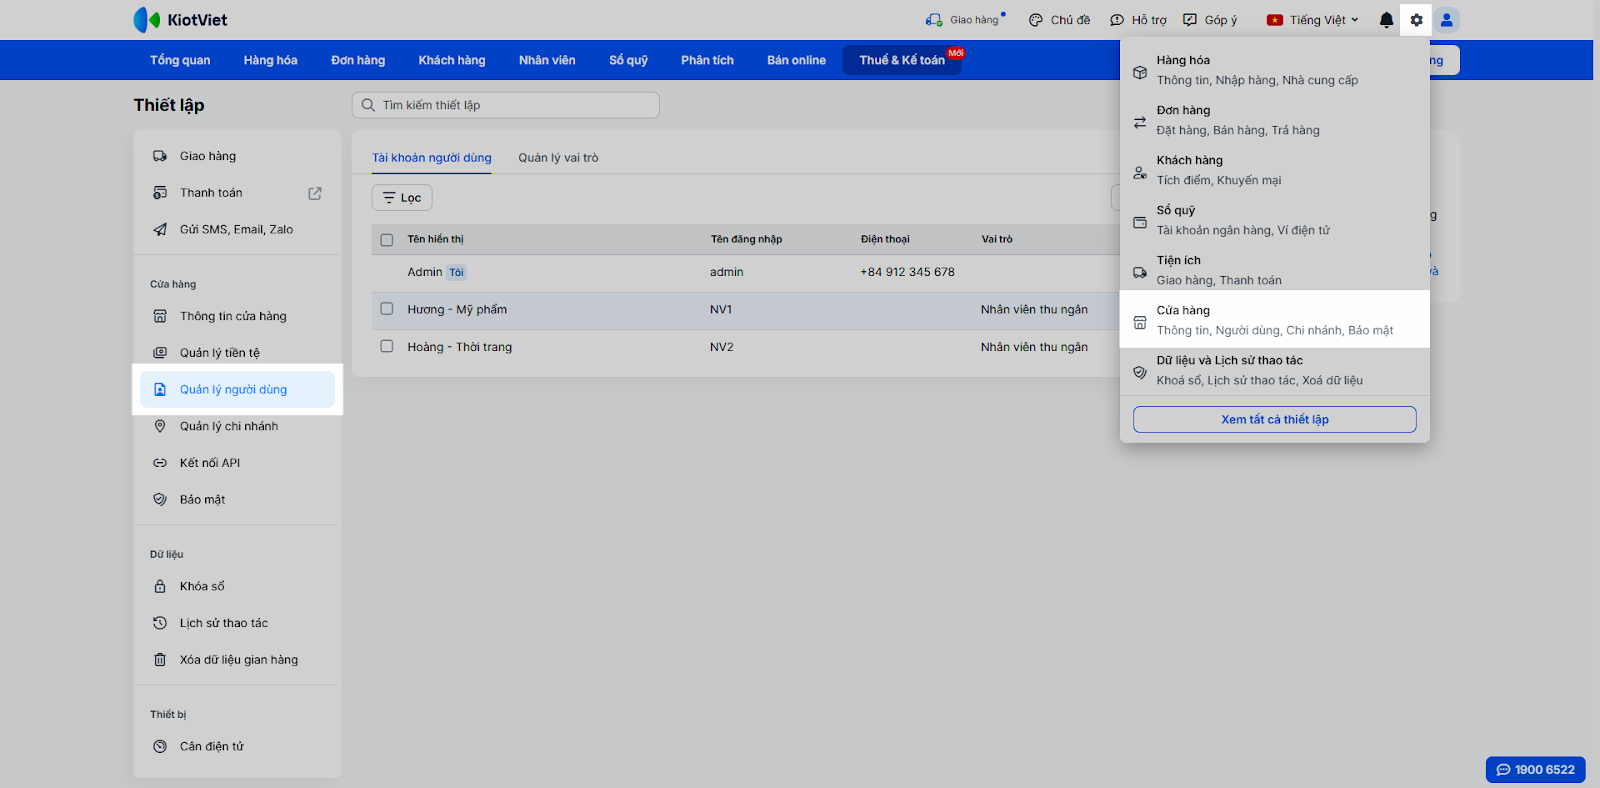 KiotViet
Giao hàng
Chủ đề
Hỗ trợ
Góp ý
Tiếng Việt
Tổng quan
Hàng hóa
Đơn hàng
Khách hàng
Nhân viên
Sổ quỹ
Phân tích
Bán online
Thuế & Kế toán
Mới
ng
Thiết lập
Tìm kiếm thiết lập
Giao hàng
Thanh toán
Gửi SMS, Email, Zalo
Cửa hàng
Thông tin cửa hàng
Quản lý tiền tệ
Quản lý người dùng
Quản lý chi nhánh
Kết nối API
Bảo mật
Dữ liệu
Khóa sổ
Lịch sử thao tác
Xóa dữ liệu gian hàng
Thiết bị
Cân điện tử
Tài khoản người dùng
Quản lý vai trò
Lọc
Tên hiển thị
Tên đăng nhập
Điện thoại
Vai trò
Admin Tôi
admin
+84 912 345 678
Hương - Mỹ phẩm
NV1
Nhân viên thu ngân
Hoàng - Thời trang
NV2
Nhân viên thu ngân
Hàng hóa
Thông tin, Nhập hàng, Nhà cung cấp
Đơn hàng
Đặt hàng, Bán hàng, Trả hàng
Khách hàng
Tích điểm, Khuyến mại
Sổ quỹ
Tài khoản ngân hàng, Ví điện tử
Tiện ích
Giao hàng, Thanh toán
Cửa hàng
Thông tin, Người dùng, Chi nhánh, Bảo mật
Dữ liệu và Lịch sử thao tác
Khoá sổ, Lịch sử thao tác, Xoá dữ liệu
Xem tất cả thiết lập
g
và
1900 6522